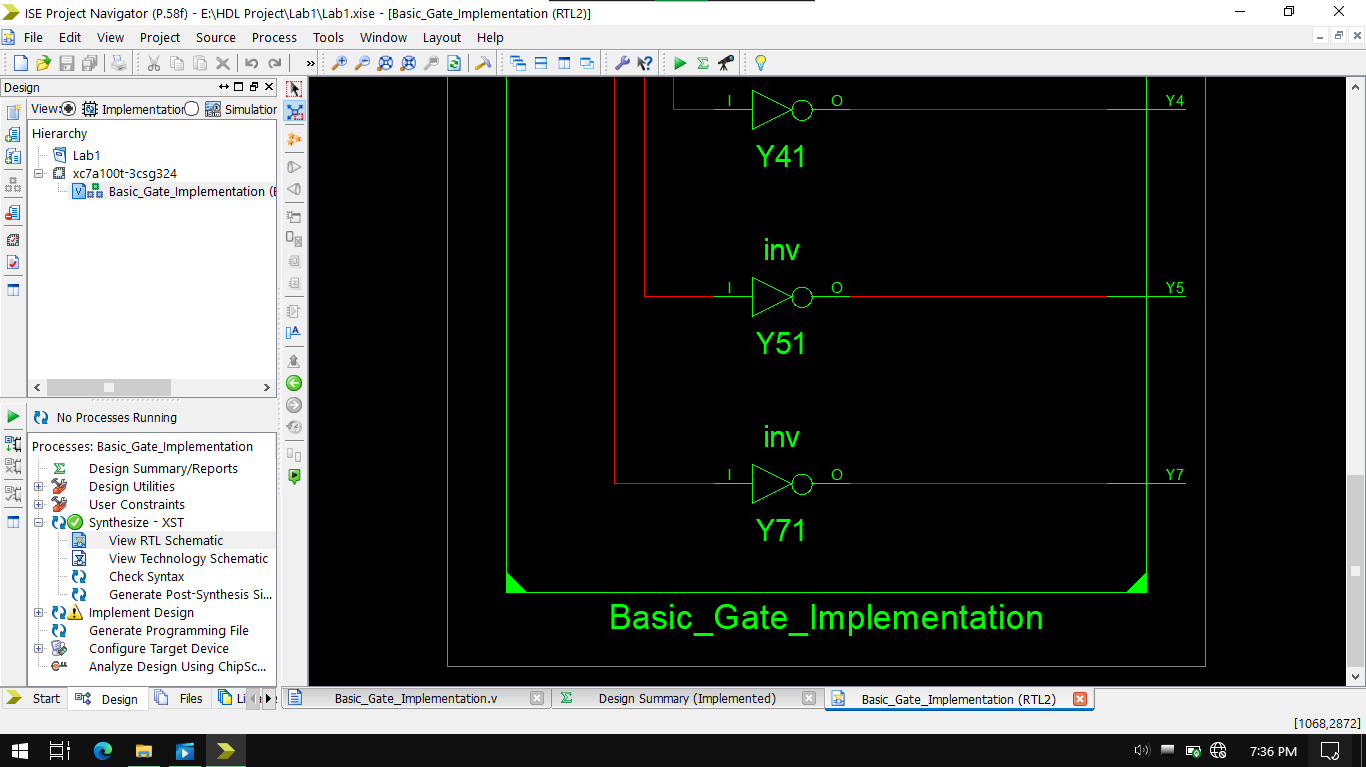 ISE Project Navigator (P.58f) - E:\HDL Project\Lab1\Lab1.xise - [Basic_Gate_Implementation (RTL2)]
File Edit View Project Source Process Tools Window Layout Help
Design
View: Implementation Simulation
Hierarchy
Lab1
xc7a100t-3csg324
Basic_Gate_Implementation (
No Processes Running
Processes: Basic_Gate_Implementation
Design Summary/Reports
Design Utilities
User Constraints
Synthesize - XST
View RTL Schematic
View Technology Schematic
Check Syntax
Generate Post-Synthesis Si...
Implement Design
Generate Programming File
Configure Target Device
Analyze Design Using ChipSc...
Start Design Files Li
I O Y4
Y41
inv
I O Y5
Y51
inv
I O Y7
Y71
Basic_Gate_Implementation
Basic_Gate_Implementation.v Design Summary (Implemented) Basic_Gate_Implementation (RTL2)
[1068,2872]
7:36 PM